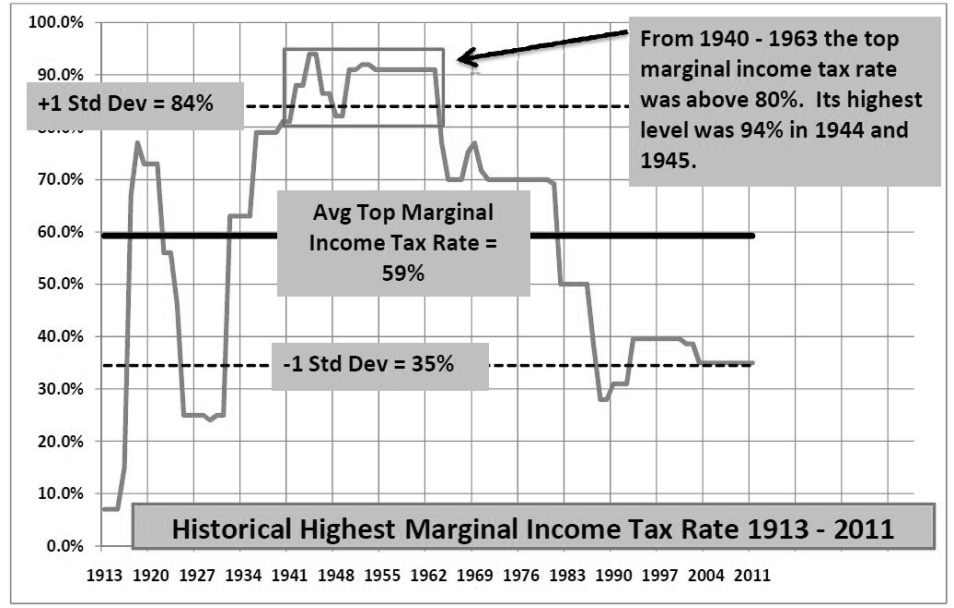 100.0%
90.0%
80.0%
70.0%
60.0%
50.0%
40.0%
30.0%
20.0%
10.0%
0.0%
From 1940 - 1963 the top
marginal income tax rate
was above 80%. Its highest
level was 94% in 1944 and
1945.
+1 Std Dev = 84%
Avg Top Marginal
Income Tax Rate =
59%
-1 Std Dev = 35%
Historical Highest Marginal Income Tax Rate 1913 - 2011
1913 1920 1927 1934 1941 1948 1955 1962 1969 1976 1983 1990 1997 2004 2011